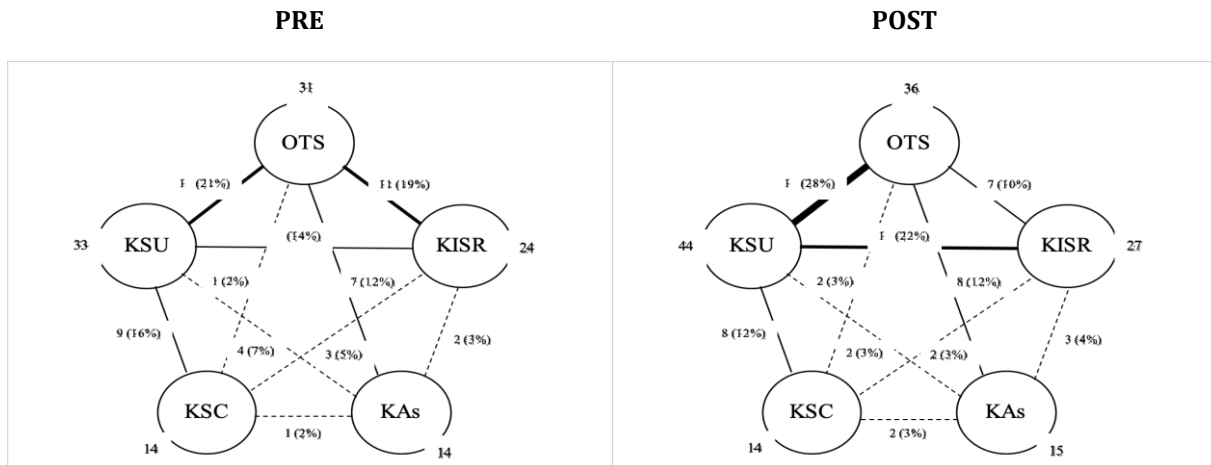 PRE POST
31
OTS
1 (21%)
11 (19%)
33
KSU
(14%)
KISR
24
1 (2%)
7 (12%)
9 (16%)
4 (7%)
3 (5%)
2 (3%)
KSC
KAs
14
1 (2%)
14
36
OTS
1 (28%)
7 (10%)
44
KSU
1 (22%)
KISR
27
2 (3%)
8 (12%)
8 (12%)
2 (3%)
2 (3%)
3 (4%)
KSC
KAs
14
2 (3%)
15